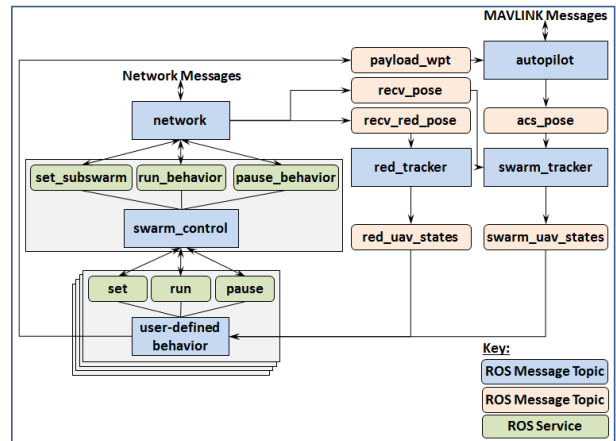 MAVLINK Messages
payload_wpt
autopilot
Network Messages
recv_pose
network
recv_red_pose
acs_pose
red_tracker
swarm_tracker
set_subswarm
run_behavior
pause_behavior
swarm_control
red_uav_states
swarm_uav_states
set
run
pause
user-defined
behavior
Key:
ROS Message Topic
ROS Message Topic
ROS Service